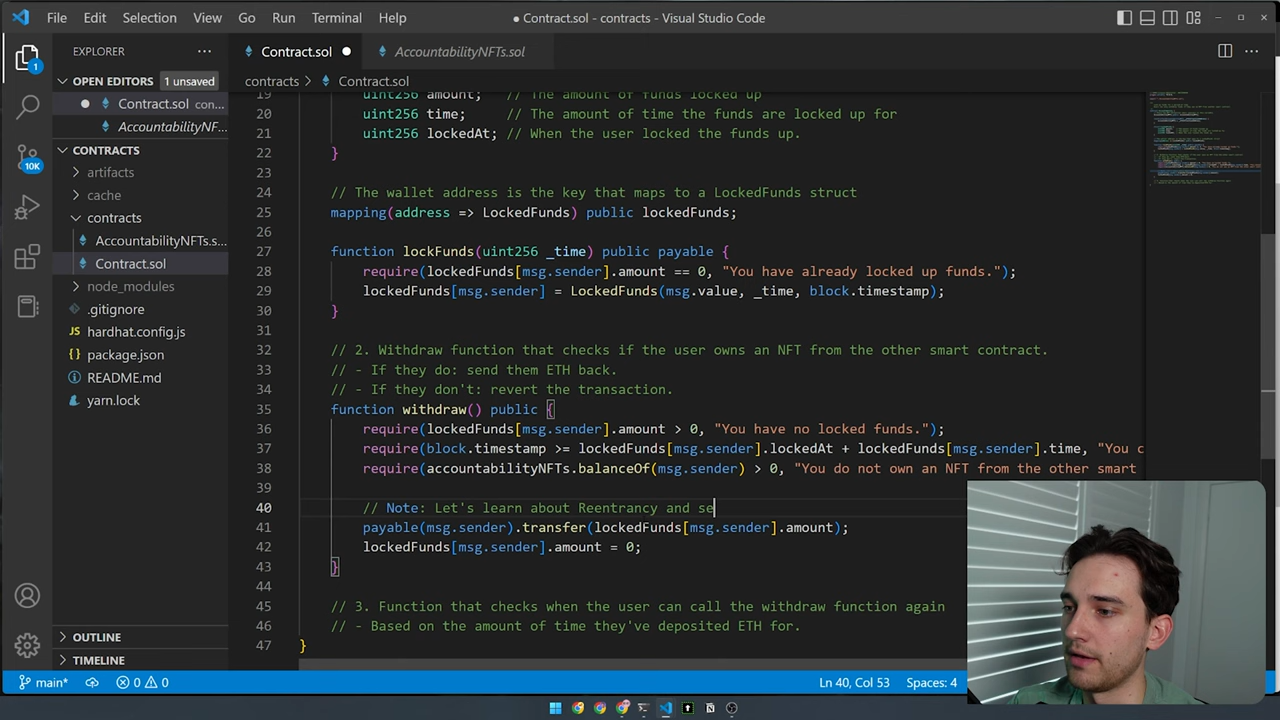 File Edit Selection View Go Run Terminal Help
● Contract.sol - contracts - Visual Studio Code
EXPLORER
OPEN EDITORS 1 unsaved
Contract.sol con...
AccountabilityNF...
CONTRACTS
artifacts
cache
contracts
AccountabilityNFTs.s...
Contract.sol
node_modules
.gitignore
hardhat.config.js
package.json
README.md
yarn.lock
OUTLINE
TIMELINE
1
10K
Contract.sol AccountabilityNFTs.sol
contracts > Contract.sol
19 uint256 amount; // The amount of funds locked up
20 uint256 time; // The amount of time the funds are locked up for
21 uint256 lockedAt; // When the user locked the funds up.
22 }
23
24 // The wallet address is the key that maps to a LockedFunds struct
25 mapping(address => LockedFunds) public lockedFunds;
26
27 function lockFunds(uint256 _time) public payable {
28 require(lockedFunds[msg.sender].amount == 0, "You have already locked up funds.");
29 lockedFunds[msg.sender] = LockedFunds(msg.value, _time, block.timestamp);
30 }
31
32 // 2. Withdraw function that checks if the user owns an NFT from the other smart contract.
33 // - If they do: send them ETH back.
34 // - If they don't: revert the transaction.
35 function withdraw() public {
36 require(lockedFunds[msg.sender].amount > 0, "You have no locked funds.");
37 require(block.timestamp >= lockedFunds[msg.sender].lockedAt + lockedFunds[msg.sender].time, "You c
38 require(accountabilityNFTs.balanceOf(msg.sender) > 0, "You do not own an NFT from the other smart
39
40 // Note: Let's learn about Reentrancy and se
41 payable(msg.sender).transfer(lockedFunds[msg.sender].amount);
42 lockedFunds[msg.sender].amount = 0;
43 }
44
45 // 3. Function that checks when the user can call the withdraw function again
46 // - Based on the amount of time they've deposited ETH for.
47 }
main* 0 0 Ln 40, Col 53 Spaces: 4